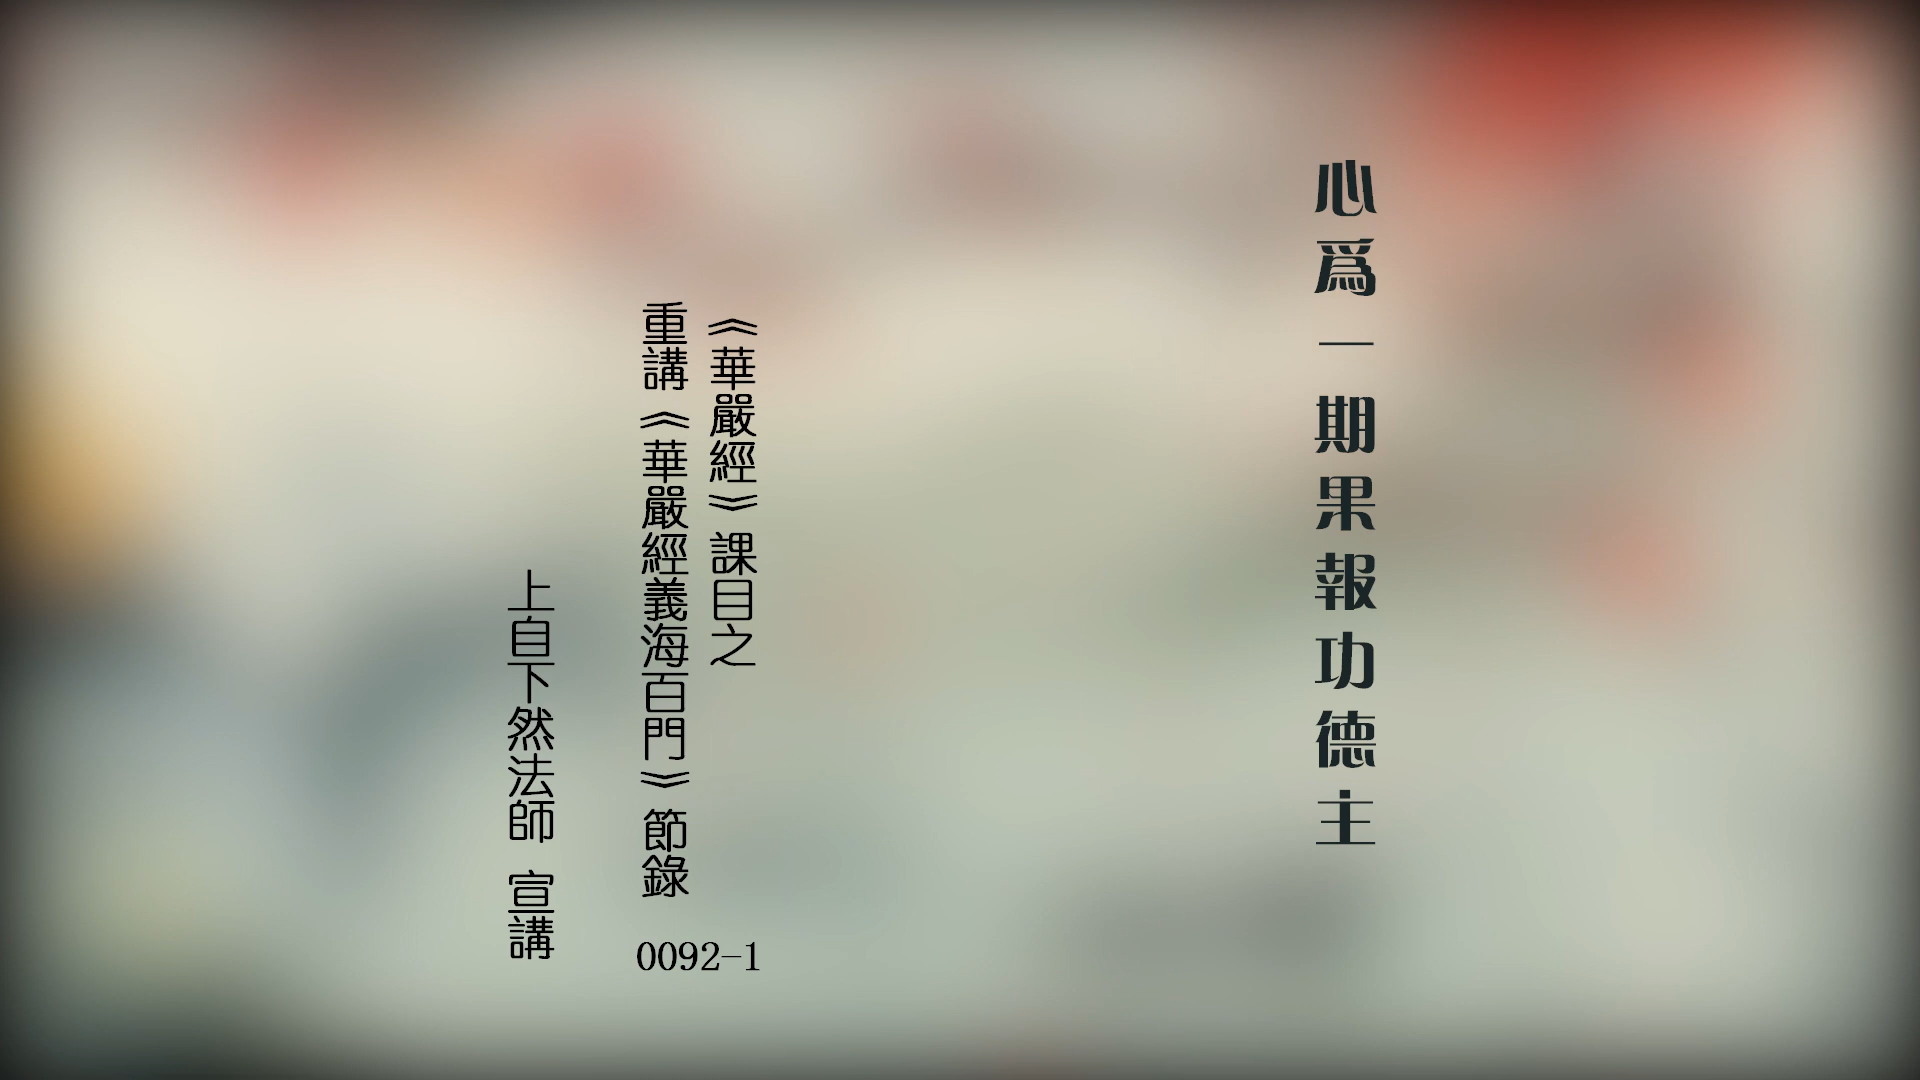 心爲一期果報功德主
《華嚴經》課目之
重講《華嚴經義海百門》節錄
0092-1
上自下然法師 宣講